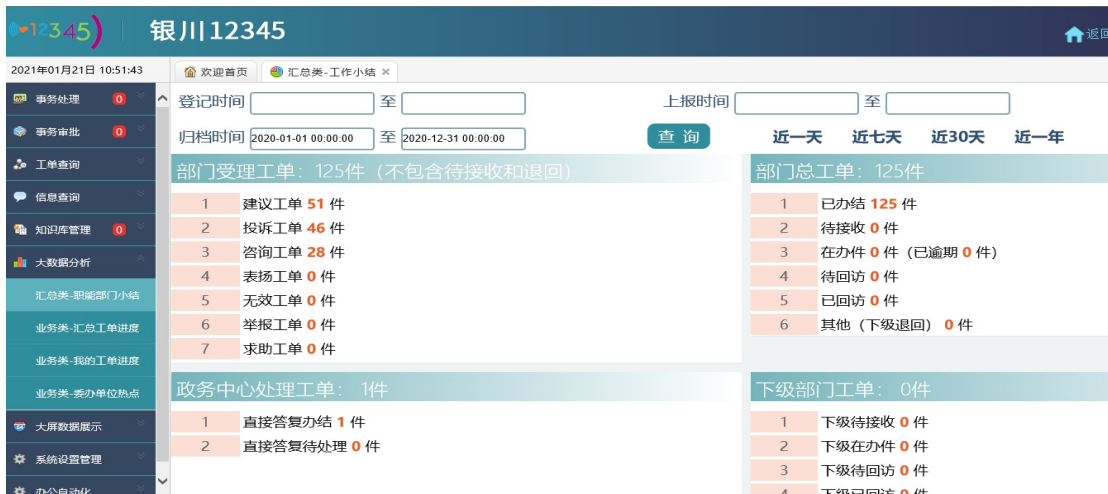 12345
银川12345
返回
2021年01月21日 10:51:43
欢迎首页
汇总类-工作小结 ×
事务处理 0
事务审批 0
工单查询
信息查询
知识库管理 0
大数据分析
汇总类-职能部门小结
业务类-汇总工单进度
业务类-我的工单进度
业务类-委办单位热点
大屏数据展示
系统设置管理
办公自动化
登记时间 至
上报时间 至
归档时间 2020-01-01 00:00:00 至 2020-12-31 00:00:00
查 询
近一天 近七天 近30天 近一年
部门受理工单：125件（不包含待接收和退回）
1 建议工单 51 件
2 投诉工单 46 件
3 咨询工单 28 件
4 表扬工单 0 件
5 无效工单 0 件
6 举报工单 0 件
7 求助工单 0 件
部门总工单：125件
1 已办结 125 件
2 待接收 0 件
3 在办件 0 件（已逾期 0 件）
4 待回访 0 件
5 已回访 0 件
6 其他（下级退回） 0 件
政务中心处理工单：1件
1 直接答复办结 1 件
2 直接答复待处理 0 件
下级部门工单：0件
1 下级待接收 0 件
2 下级在办件 0 件
3 下级待回访 0 件
4 下级已回访 0 件